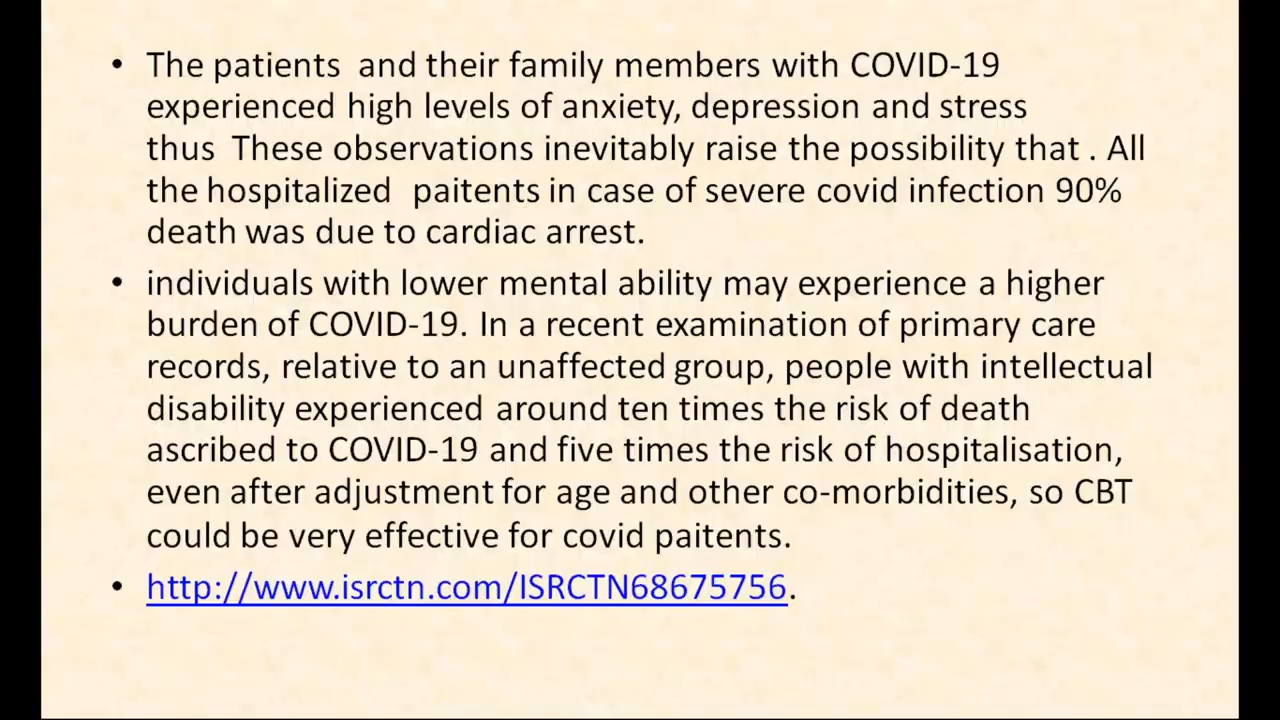 • The patients  and their family members with COVID-19
experienced high levels of anxiety, depression and stress
thus  These observations inevitably raise the possibility that . All
the hospitalized  paitents in case of severe covid infection 90%
death was due to cardiac arrest.
• individuals with lower mental ability may experience a higher
burden of COVID-19. In a recent examination of primary care
records, relative to an unaffected group, people with intellectual
disability experienced around ten times the risk of death
ascribed to COVID-19 and five times the risk of hospitalisation,
even after adjustment for age and other co-morbidities, so CBT
could be very effective for covid paitents.
• http://www.isrctn.com/ISRCTN68675756.